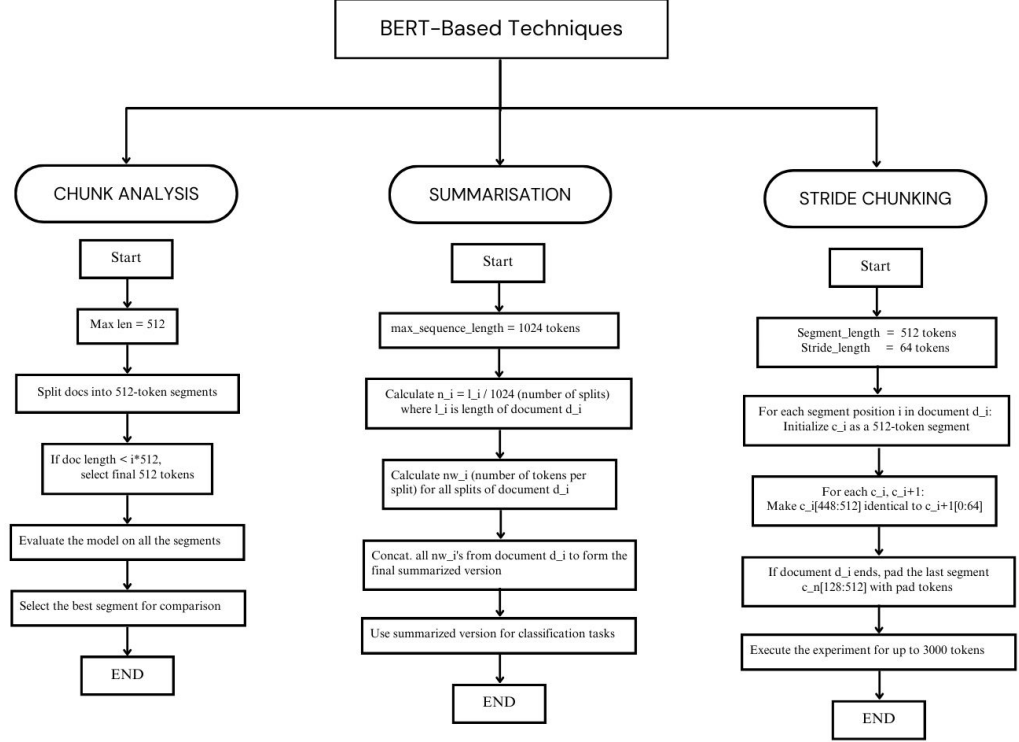 BERT-Based Techniques
CHUNK ANALYSIS
Start
Max len = 512
Split docs into 512-token segments
If doc length < i*512,
select final 512 tokens
Evaluate the model on all the segments
Select the best segment for comparison
END
SUMMARISATION
Start
max_sequence_length = 1024 tokens
Calculate n_i = l_i / 1024 (number of splits)
where l_i is length of document d_i
Calculate nw_i (number of tokens per
split) for all splits of document d_i
Concat. all nw_i's from document d_i to form the
final summarized version
Use summarized version for classification tasks
END
STRIDE CHUNKING
Start
Segment_length = 512 tokens
Stride_length = 64 tokens
For each segment position i in document d_i:
Initialize c_i as a 512-token segment
For each c_i, c_i+1:
Make c_i[448:512] identical to c_i+1[0:64]
If document d_i ends, pad the last segment
c_n[128:512] with pad tokens
Execute the experiment for up to 3000 tokens
END